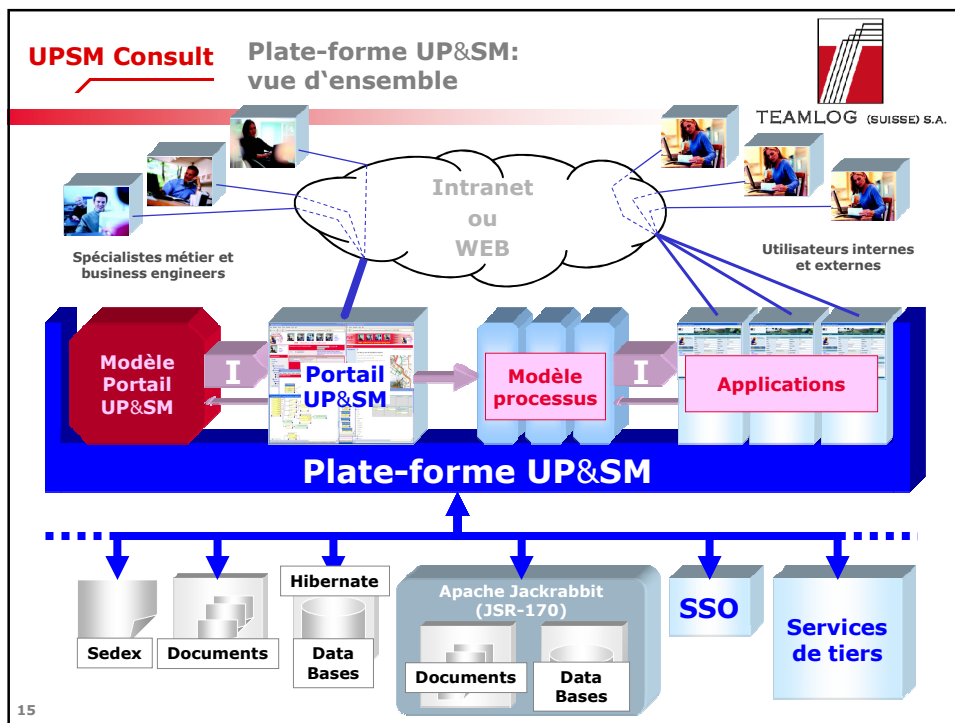 UPSM Consult
Plate-forme UP&SM:
vue d'ensemble
TEAMLOG (SUISSE) S.A.
Intranet
ou
WEB
Spécialistes métier et
business engineers
Utilisateurs internes
et externes
Modèle
Portail
UP&SM
I
Portail
UP&SM
Modèle
processus
I
Applications
Plate-forme UP&SM
Sedex
Documents
Hibernate
Data
Bases
Apache Jackrabbit
(JSR-170)
Documents
Data
Bases
SSO
Services
de tiers
15